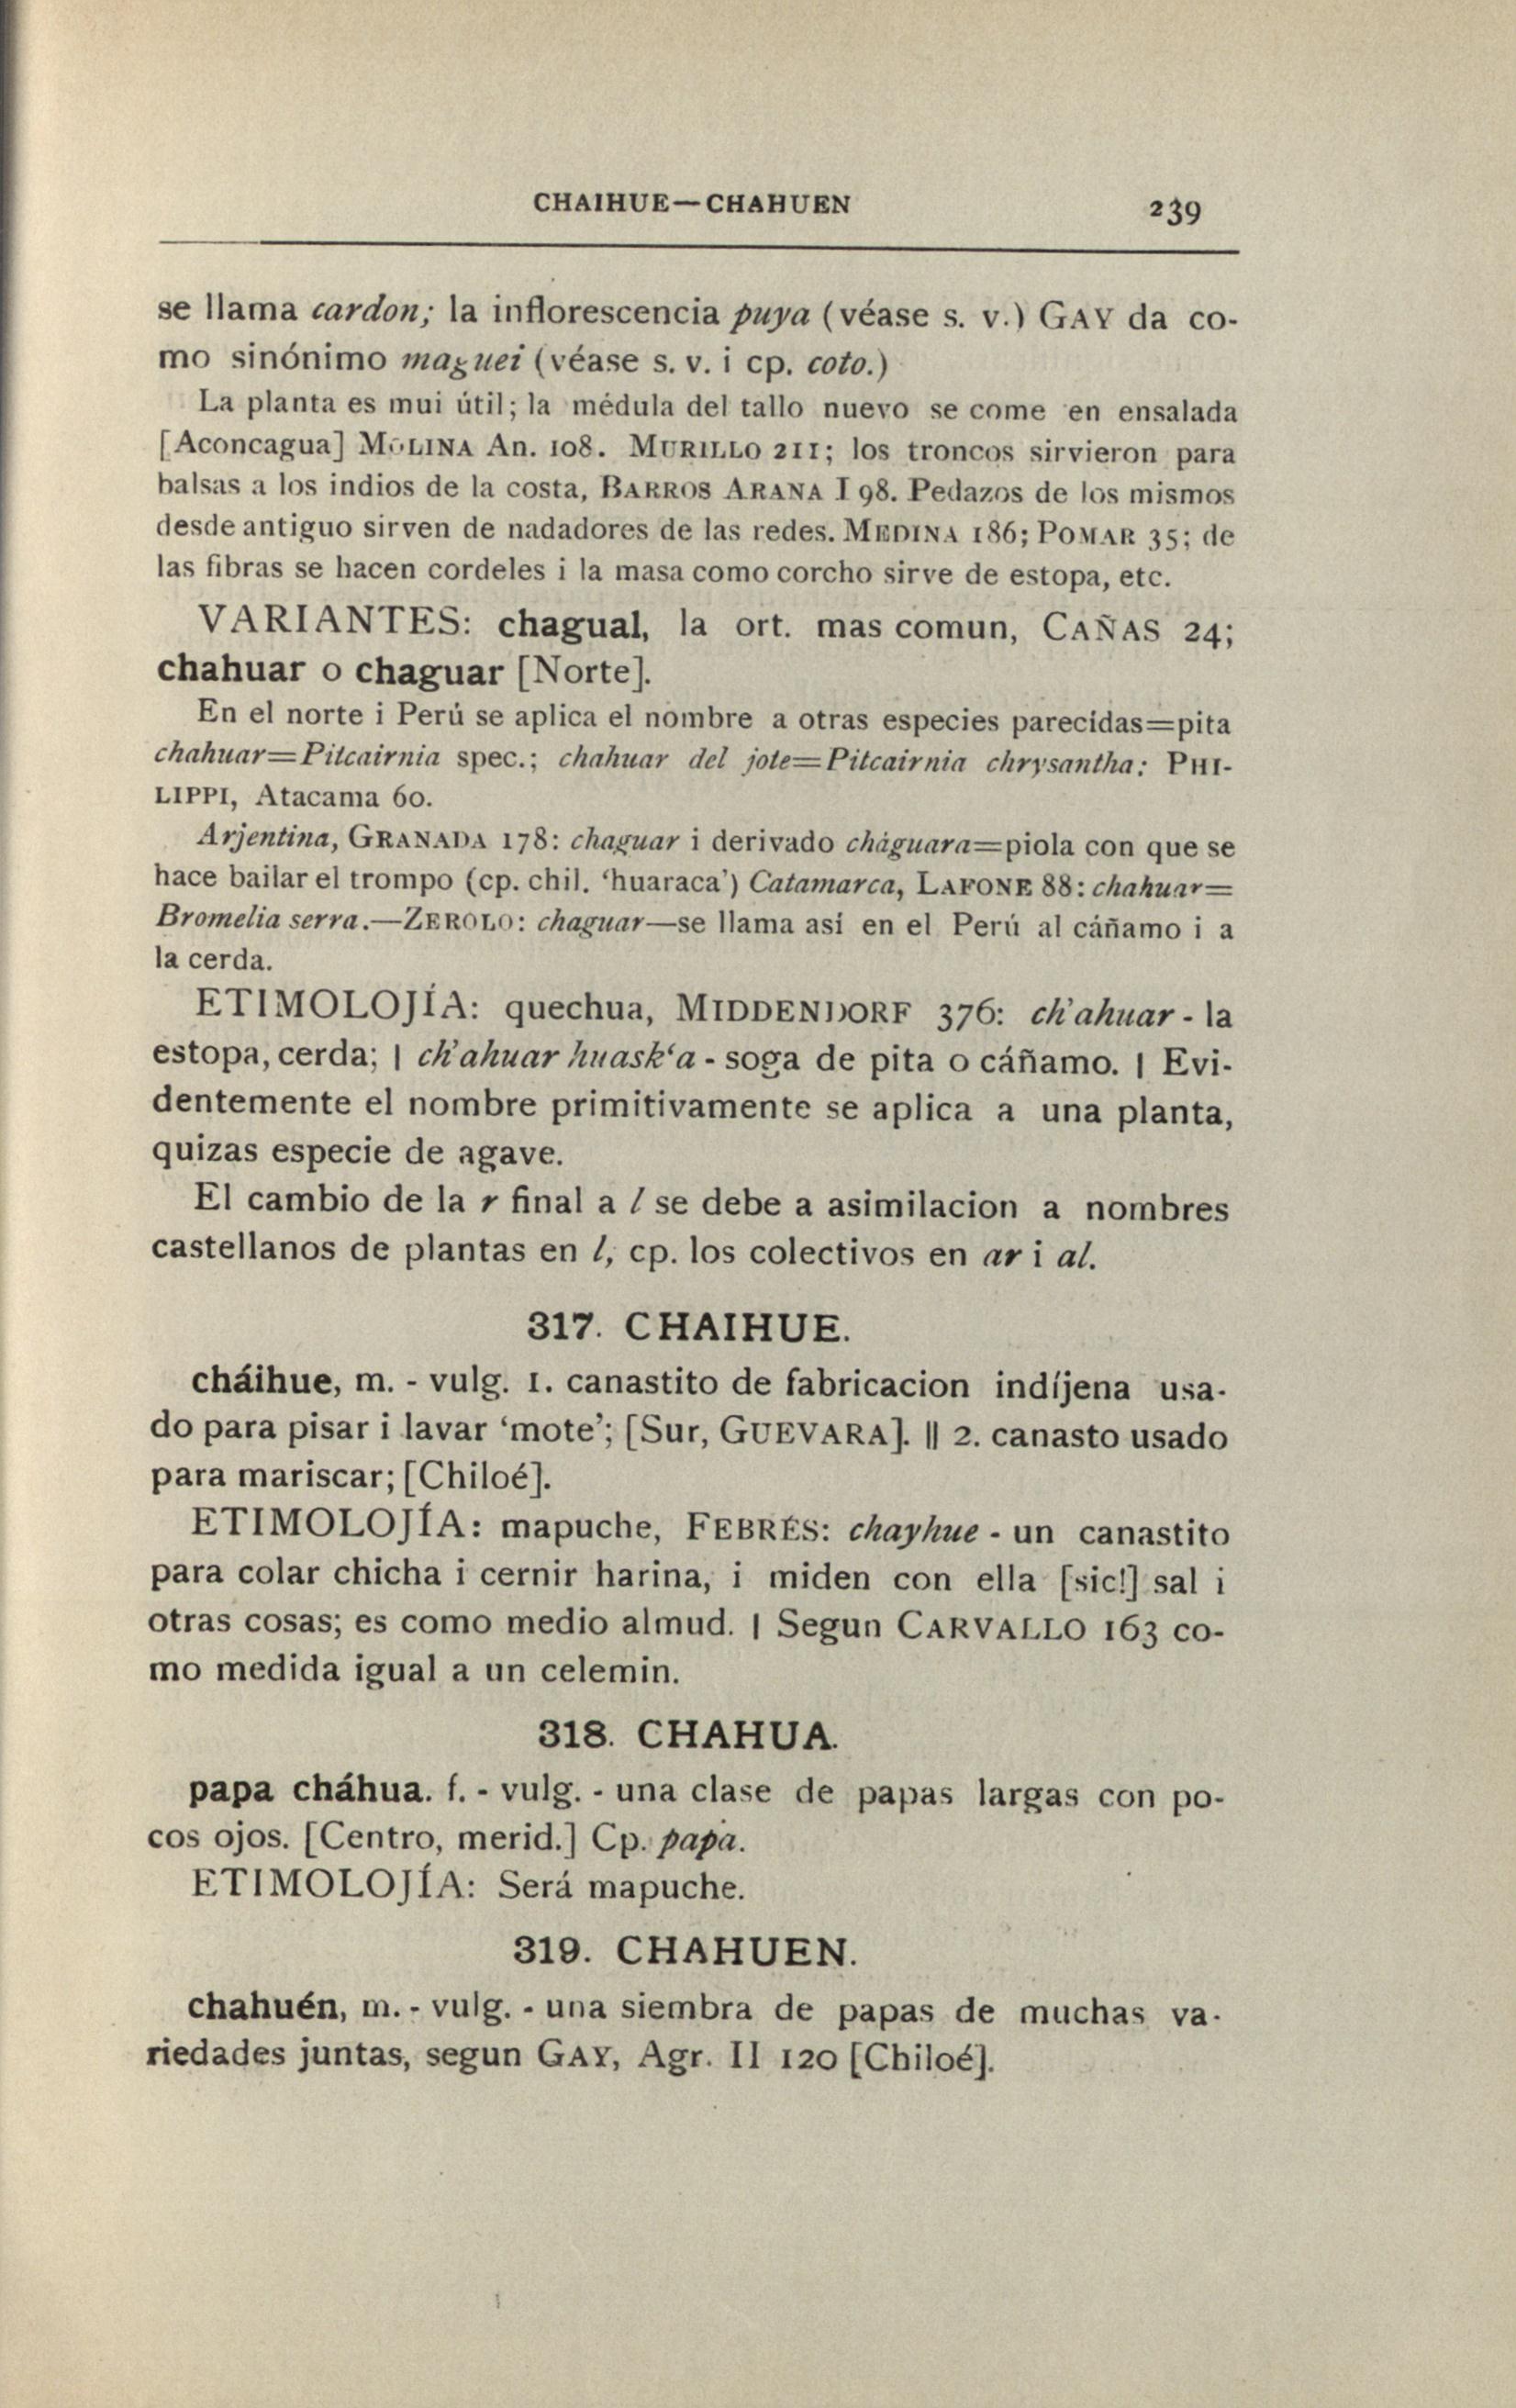 CHAIHUE—CHAHUEN 239
se llama cardon; la inflorescencia puya (véase s. v.) GAY da co-
mo sinónimo maguei (véase s. v. i cp. coto.)
La planta es mui útil; la médula del tallo nuevo se come en ensalada
[Aconcagua] MOLINA An. 108. MURILLO 211; los troncos sirvieron para
balsas a los indios de la costa, BARROS ARANA I 98. Pedazos de los mismos
desde antiguo sirven de nadadores de las redes. MEDINA 186; POMAR 35; de
las fibras se hacen cordeles i la masa como corcho sirve de estopa, etc.
VARIANTES: chagual, la ort. mas comun, CAÑAS 24;
chahuar o chaguar [Norte].
En el norte i Perú se aplica el nombre a otras especies parecidas=pita
chahuar=Pitcairnia spec.; chahuar del jote=Pitcairnia chrysantha: PHI-
LIPPI, Atacama 60.
Arjentina, GRANADA 178: chaguar i derivado cháguara=piola con que se
hace bailar el trompo (cp. chil. ‘huaraca’) Catamarca, LAFONE 88: chahuar=
Bromelia serra.—ZEROLO: chaguar—se llama así en el Perú al cáñamo i a
la cerda.
ETIMOLOJÍA: quechua, MIDDENDORF 376: ch'ahuar - la
estopa, cerda; | ch'ahuar huask‘a - soga de pita o cáñamo. | Evi-
dentemente el nombre primitivamente se aplica a una planta,
quizas especie de agave.
El cambio de la r final a l se debe a asimilacion a nombres
castellanos de plantas en l, cp. los colectivos en ar i al.
317. CHAIHUE.
cháihue, m. - vulg. 1. canastito de fabricacion indíjena usa-
do para pisar i lavar ‘mote’; [Sur, GUEVARA]. || 2. canasto usado
para mariscar; [Chiloé].
ETIMOLOJÍA: mapuche, FEBRÉS: chayhue - un canastito
para colar chicha i cernir harina, i miden con ella [sic!] sal i
otras cosas; es como medio almud. | Segun CARVALLO 163 co-
mo medida igual a un celemin.
318. CHAHUA.
papa cháhua. f. - vulg. - una clase de papas largas con po-
cos ojos. [Centro, merid.] Cp. papa.
ETIMOLOJÍA: Será mapuche.
319. CHAHUEN.
chahuén, m. - vulg. - una siembra de papas de muchas va-
riedades juntas, segun GAY, Agr. II 120 [Chiloé].